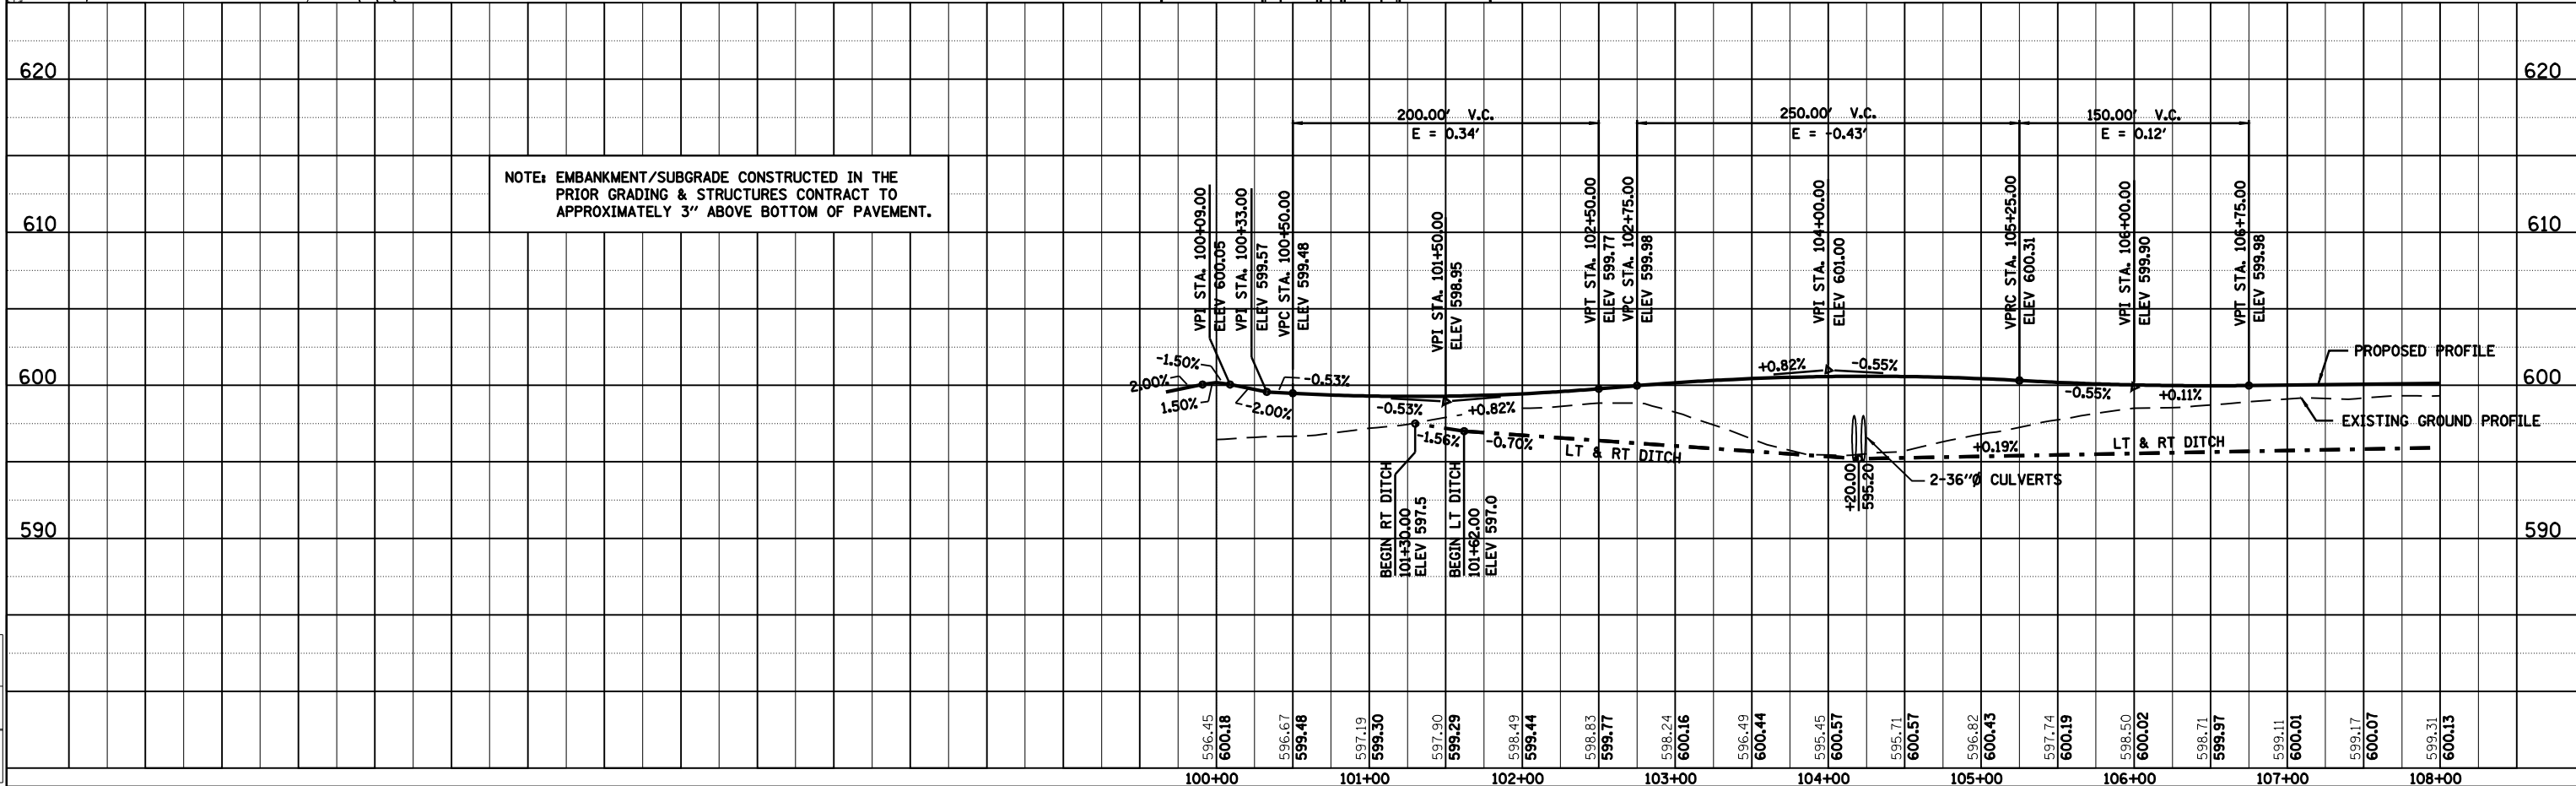 620
620
610
610
600
600
590
590
NOTE: EMBANKMENT/SUBGRADE CONSTRUCTED IN THE
PRIOR GRADING & STRUCTURES CONTRACT TO
APPROXIMATELY 3" ABOVE BOTTOM OF PAVEMENT.
200.00' V.C.
E = 0.34'
250.00' V.C.
E = -0.43'
150.00' V.C.
E = 0.12'
VPI STA. 100+09.00
ELEV 600.05
VPI STA. 100+33.00
ELEV 599.57
VPC STA. 100+50.00
ELEV 599.48
VPI STA. 101+50.00
ELEV 598.95
VPT STA. 102+50.00
ELEV 599.77
VPC STA. 102+75.00
ELEV 599.98
VPI STA. 104+00.00
ELEV 601.00
VPRC STA. 105+25.00
ELEV 600.31
VPI STA. 106+00.00
ELEV 599.90
VPT STA. 106+75.00
ELEV 599.98
2.00%
-1.50%
1.50%
-2.00%
-0.53%
-0.53%
+0.82%
+0.82%
-0.55%
-0.55%
+0.11%
PROPOSED PROFILE
EXISTING GROUND PROFILE
-1.56%
-0.70%
LT & RT DITCH
+0.19%
LT & RT DITCH
2-36"Ø CULVERTS
+20.00
595.20
BEGIN RT DITCH
101+30.00
ELEV 597.5
BEGIN LT DITCH
101+62.00
ELEV 597.0
596.45
600.18
596.67
599.48
597.19
599.30
597.90
599.29
598.49
599.44
598.83
599.77
598.24
600.16
596.49
600.44
595.45
600.57
595.71
600.57
596.82
600.43
597.74
600.19
598.50
600.02
598.71
599.97
599.11
600.01
599.17
600.07
599.31
600.13
100+00
101+00
102+00
103+00
104+00
105+00
106+00
107+00
108+00